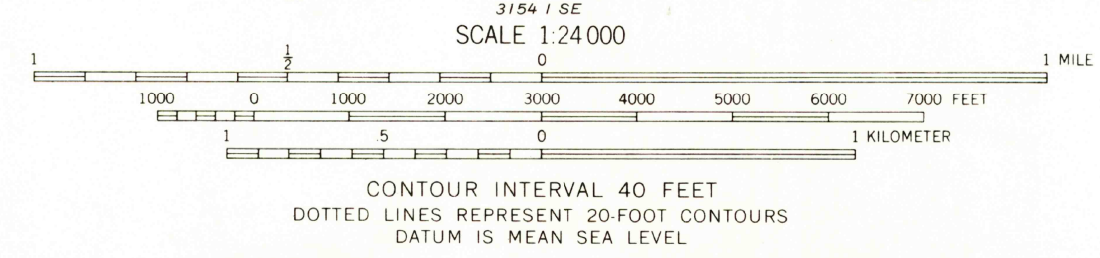 3154 I SE
SCALE 1:24 000
1 1/2 0 1 MILE
1000 0 1000 2000 3000 4000 5000 6000 7000 FEET
1 .5 0 1 KILOMETER
CONTOUR INTERVAL 40 FEET
DOTTED LINES REPRESENT 20-FOOT CONTOURS
DATUM IS MEAN SEA LEVEL